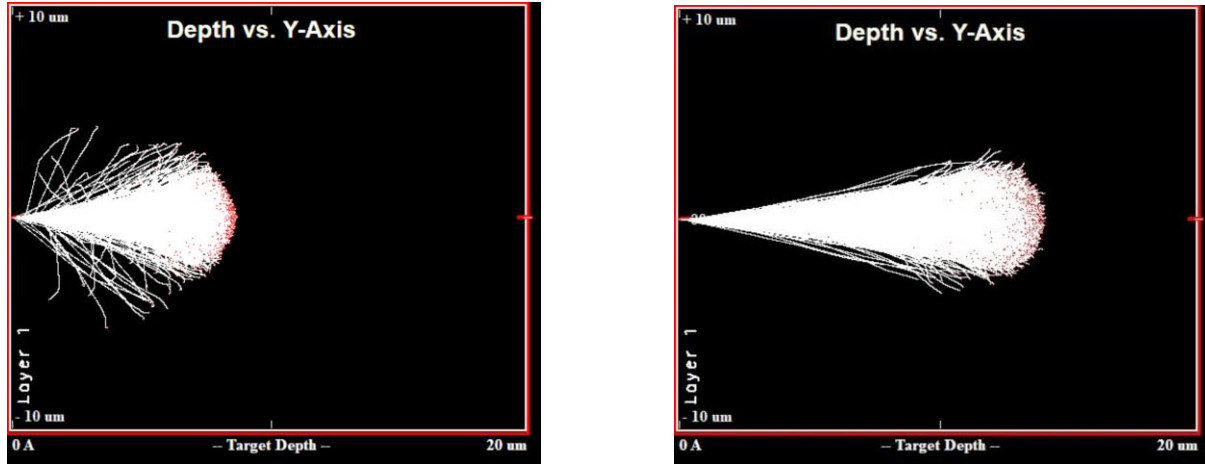 + 10 um
Depth vs. Y-Axis
Layer 1
- 10 um
0 A
-- Target Depth --
20 um
+ 10 um
Depth vs. Y-Axis
Layer 1
- 10 um
0 A
-- Target Depth --
20 um